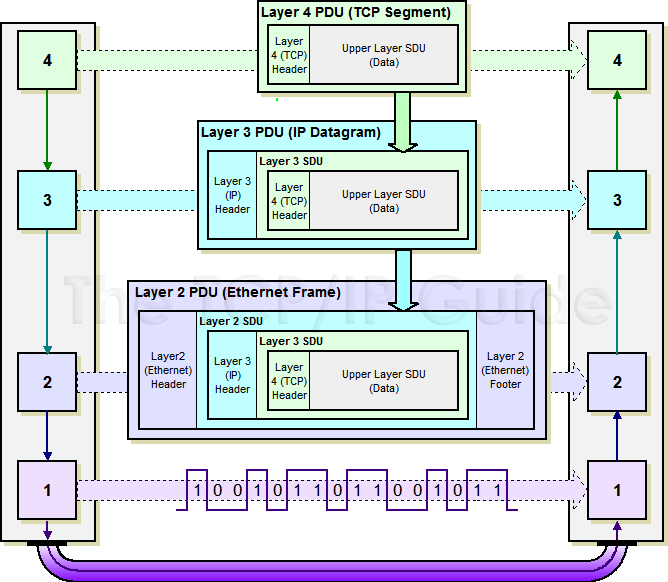 Layer 4 PDU (TCP Segment)
4
Layer
4 (TCP)
Header
Upper Layer SDU
(Data)
4
Layer 3 PDU (IP Datagram)
Layer 3 SDU
3
Layer 3
(IP)
Header
Layer
4 (TCP)
Header
Upper Layer SDU
(Data)
3
The TCP/IP Guide
Layer 2 PDU (Ethernet Frame)
Layer 2 SDU
Layer 3 SDU
2
Layer2
(Ethernet)
Header
Layer 3
(IP)
Header
Layer
4 (TCP)
Header
Upper Layer SDU
(Data)
Layer 2
(Ethernet)
Footer
2
1
1 0 0 1 0 1 1 0 1 1 0 0 1 0 1 1
1